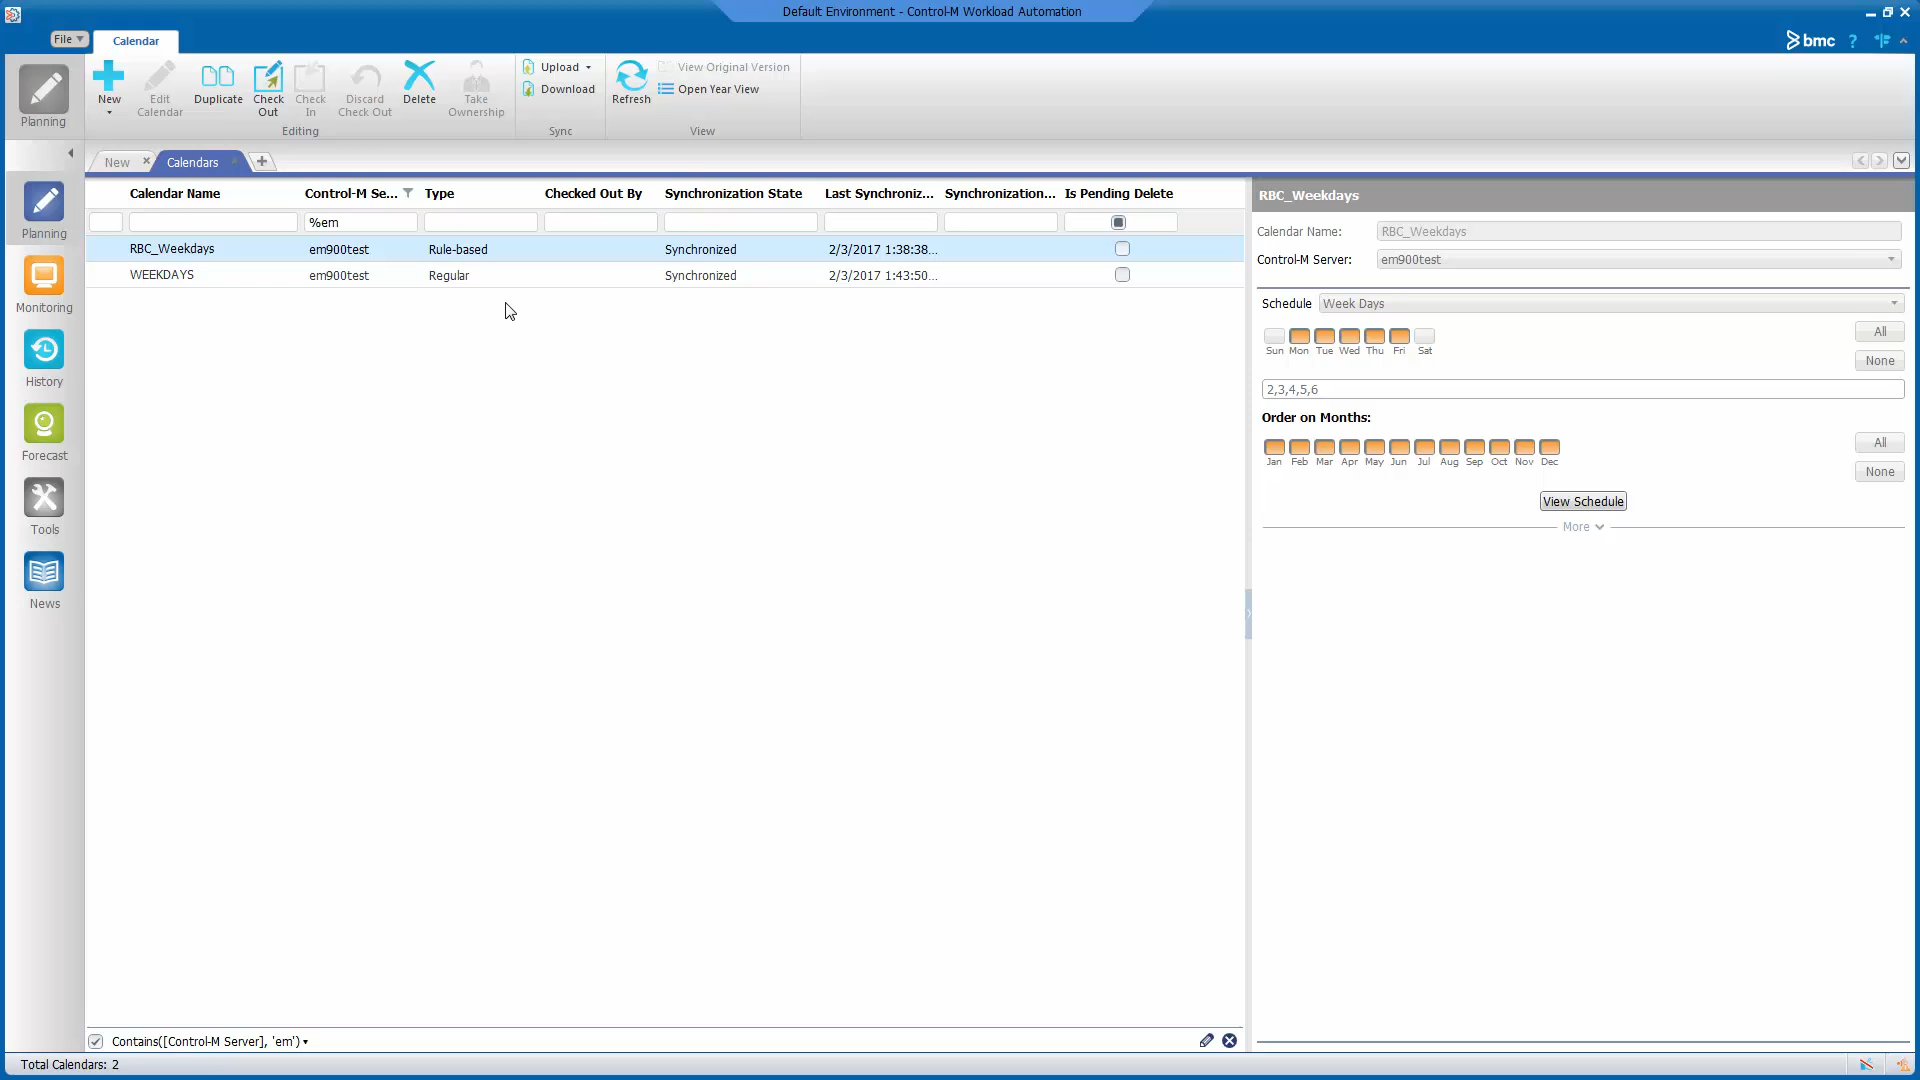 Default Environment - Control-M Workload Automation
File
Calendar
bmc ?
Planning
New
Edit Calendar
Duplicate
Check Out
Check In
Discard Check Out
Delete
Take Ownership
Editing
Upload
Download
Sync
Refresh
View Original Version
Open Year View
View
New
Calendars
Planning
Monitoring
History
Forecast
Tools
News
Calendar Name Control-M Se... Type Checked Out By Synchronization State Last Synchroniz... Synchronization... Is Pending Delete
%em
RBC_Weekdays em900test Rule-based Synchronized 2/3/2017 1:38:38...
WEEKDAYS em900test Regular Synchronized 2/3/2017 1:43:50...
RBC_Weekdays
Calendar Name: RBC_Weekdays
Control-M Server: em900test
Schedule Week Days
All
Sun Mon Tue Wed Thu Fri Sat
None
2,3,4,5,6
Order on Months:
All
Jan Feb Mar Apr May Jun Jul Aug Sep Oct Nov Dec
None
View Schedule
More
Contains([Control-M Server], 'em')
Total Calendars: 2